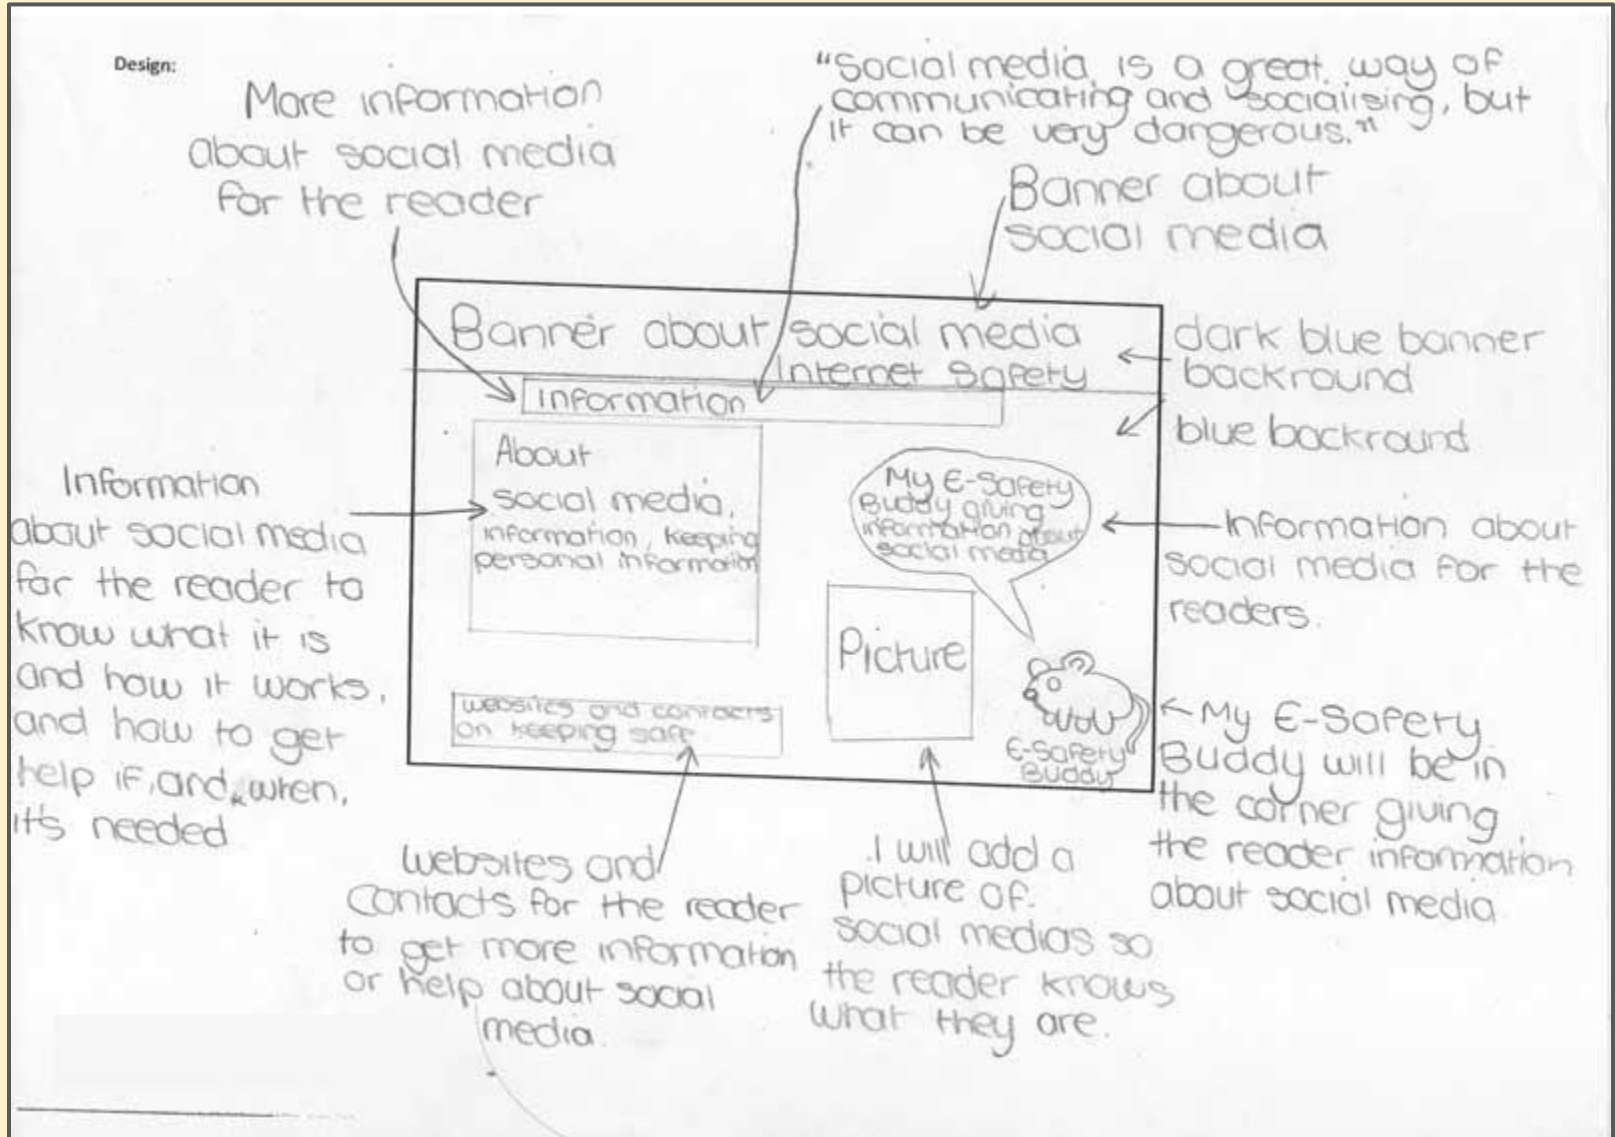 Design:
More information
about social media
for the reader
"Social media is a great way of
communicating and socialising, but
it can be very dangerous."
Banner about
social media
Banner about social media
Internet Safety
dark blue banner
backround
information
blue backround
About
social media,
information, keeping
personal information
My E-Safety
Buddy giving
information about
social media
Information
about social media
for the reader to
know what it is
and how it works,
and how to get
help if, and, when,
it's needed.
Information about
social media for the
readers.
Picture
websites and contacts
on keeping safe
E-Safety
Buddy
My E-Safety
Buddy will be in
the corner giving
the reader information
about social media
websites and
contacts for the reader
to get more information
or help about social
media.
I will add a
picture of
social medias so
the reader knows
what they are.